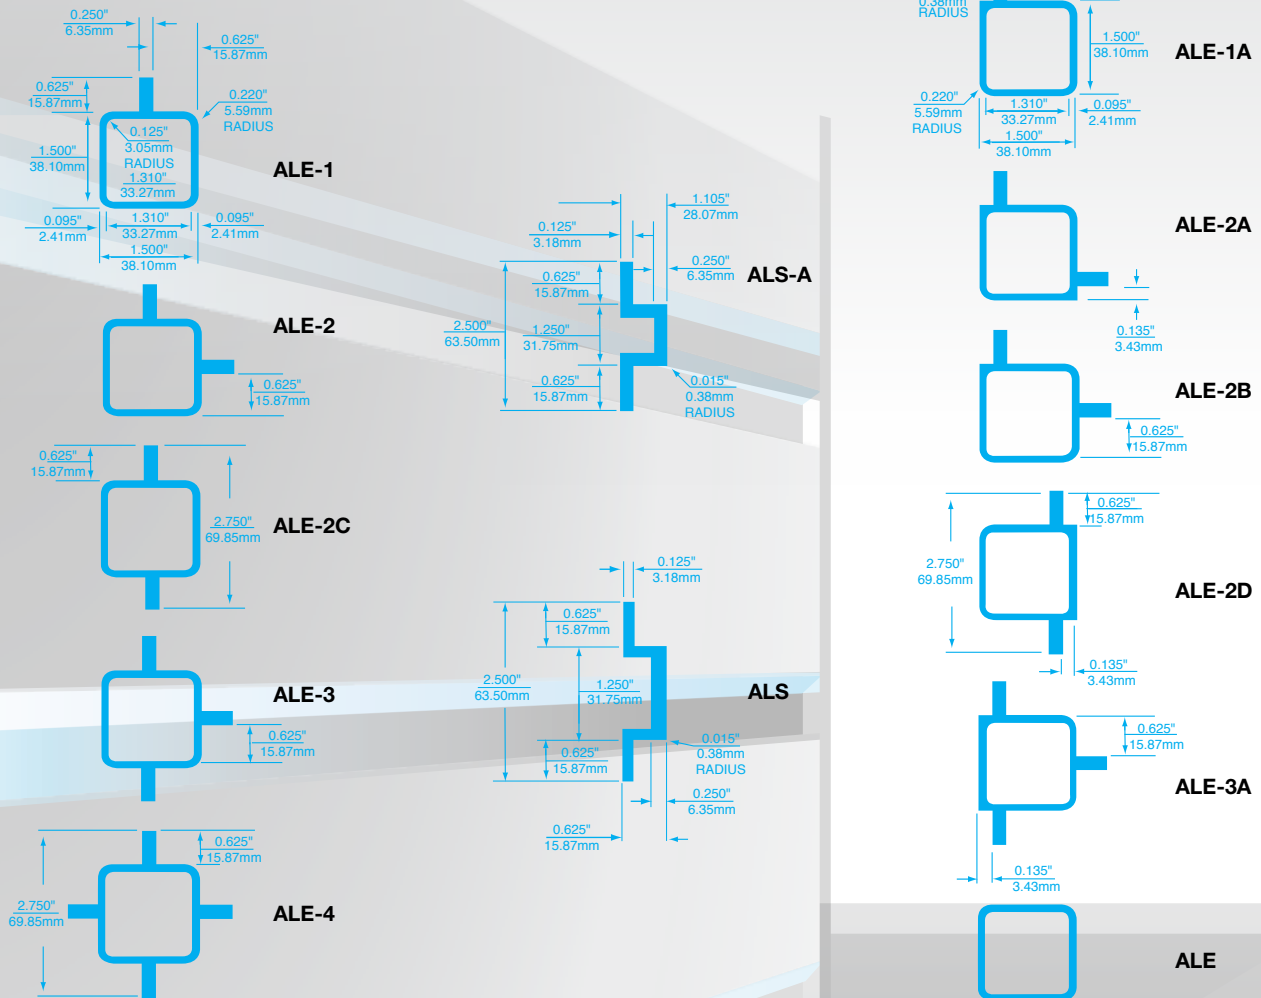 0.250"
6.35mm
0.625"
15.87mm
0.625"
15.87mm
0.220"
5.59mm
RADIUS
0.125"
3.05mm
RADIUS
1.310"
33.27mm
1.500"
38.10mm
ALE-1
0.095"
2.41mm
1.310"
33.27mm
0.095"
2.41mm
1.500"
38.10mm
ALE-2
0.625"
15.87mm
0.625"
15.87mm
2.750"
69.85mm
ALE-2C
ALE-3
0.625"
15.87mm
0.625"
15.87mm
2.750"
69.85mm
ALE-4
1.105"
28.07mm
0.125"
3.18mm
0.250"
6.35mm
ALS-A
0.625"
15.87mm
2.500"
63.50mm
1.250"
31.75mm
0.625"
15.87mm
0.015"
0.38mm
RADIUS
0.125"
3.18mm
0.625"
15.87mm
2.500"
63.50mm
1.250"
31.75mm
ALS
0.625"
15.87mm
0.015"
0.38mm
RADIUS
0.250"
6.35mm
0.625"
15.87mm
0.38mm
RADIUS
1.500"
38.10mm
ALE-1A
0.220"
5.59mm
RADIUS
1.310"
33.27mm
0.095"
2.41mm
1.500"
38.10mm
ALE-2A
0.135"
3.43mm
ALE-2B
0.625"
15.87mm
0.625"
15.87mm
2.750"
69.85mm
ALE-2D
0.135"
3.43mm
0.625"
15.87mm
ALE-3A
0.135"
3.43mm
ALE